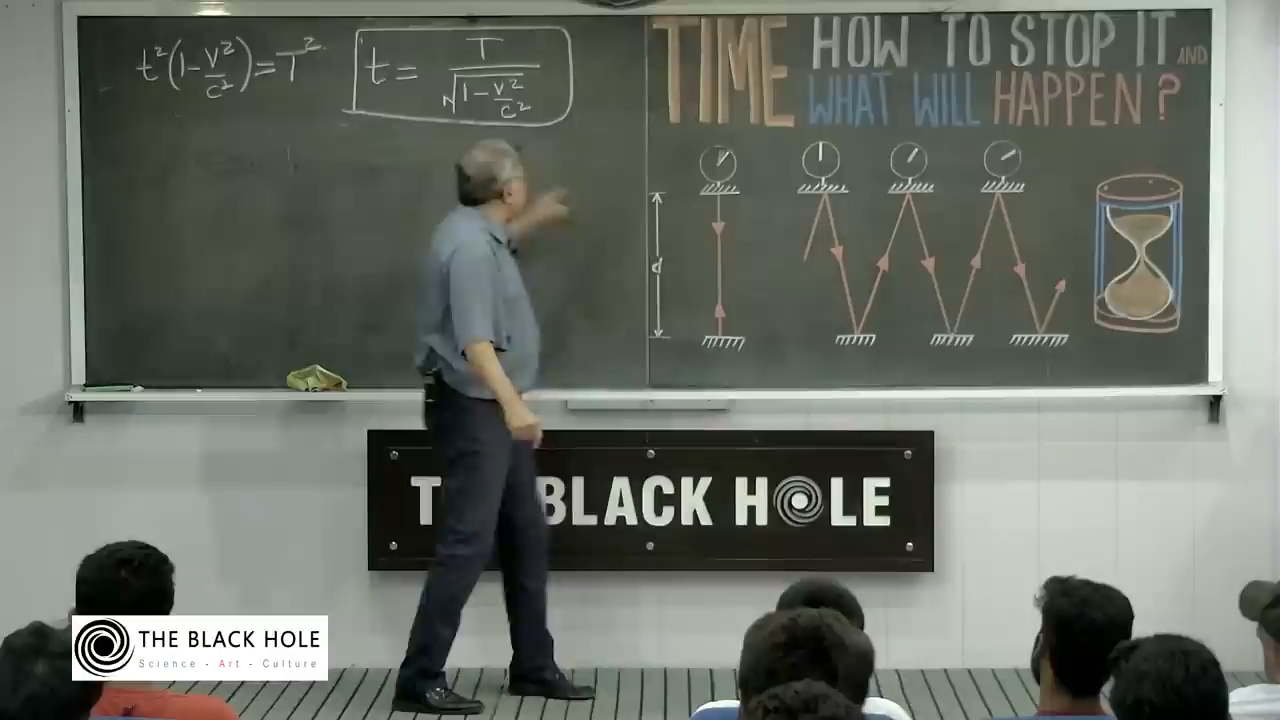 t²(1-v²/c²)=T²
t = T/√(1-v²/c²)
TIME HOW TO STOP IT AND
WHAT WILL HAPPEN?
d
BLACK HOLE
THE BLACK HOLE
Science - Art - Culture